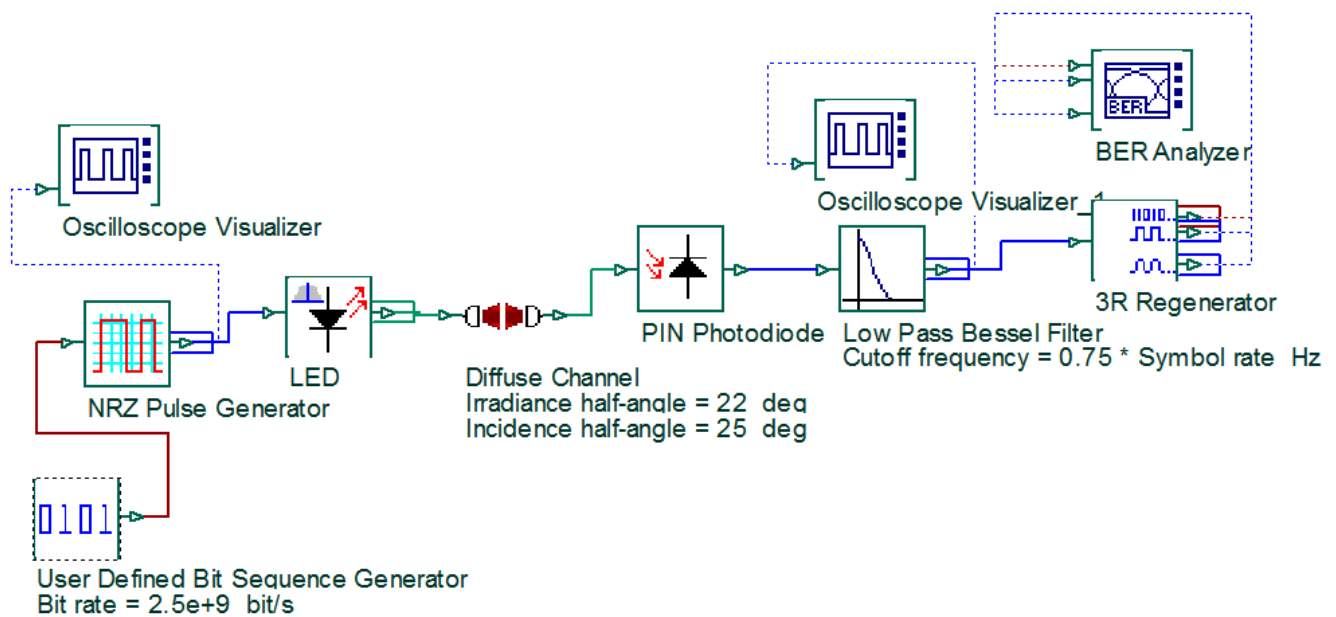 BER
BER Analyzer
Oscilloscope Visualizer
Oscilloscope Visualizer_1
3R Regenerator
PIN Photodiode
Low Pass Bessel Filter
Cutoff frequency = 0.75 * Symbol rate Hz
LED
Diffuse Channel
Irradiance half-angle = 22 deg
Incidence half-angle = 25 deg
NRZ Pulse Generator
0101
User Defined Bit Sequence Generator
Bit rate = 2.5e+9 bit/s